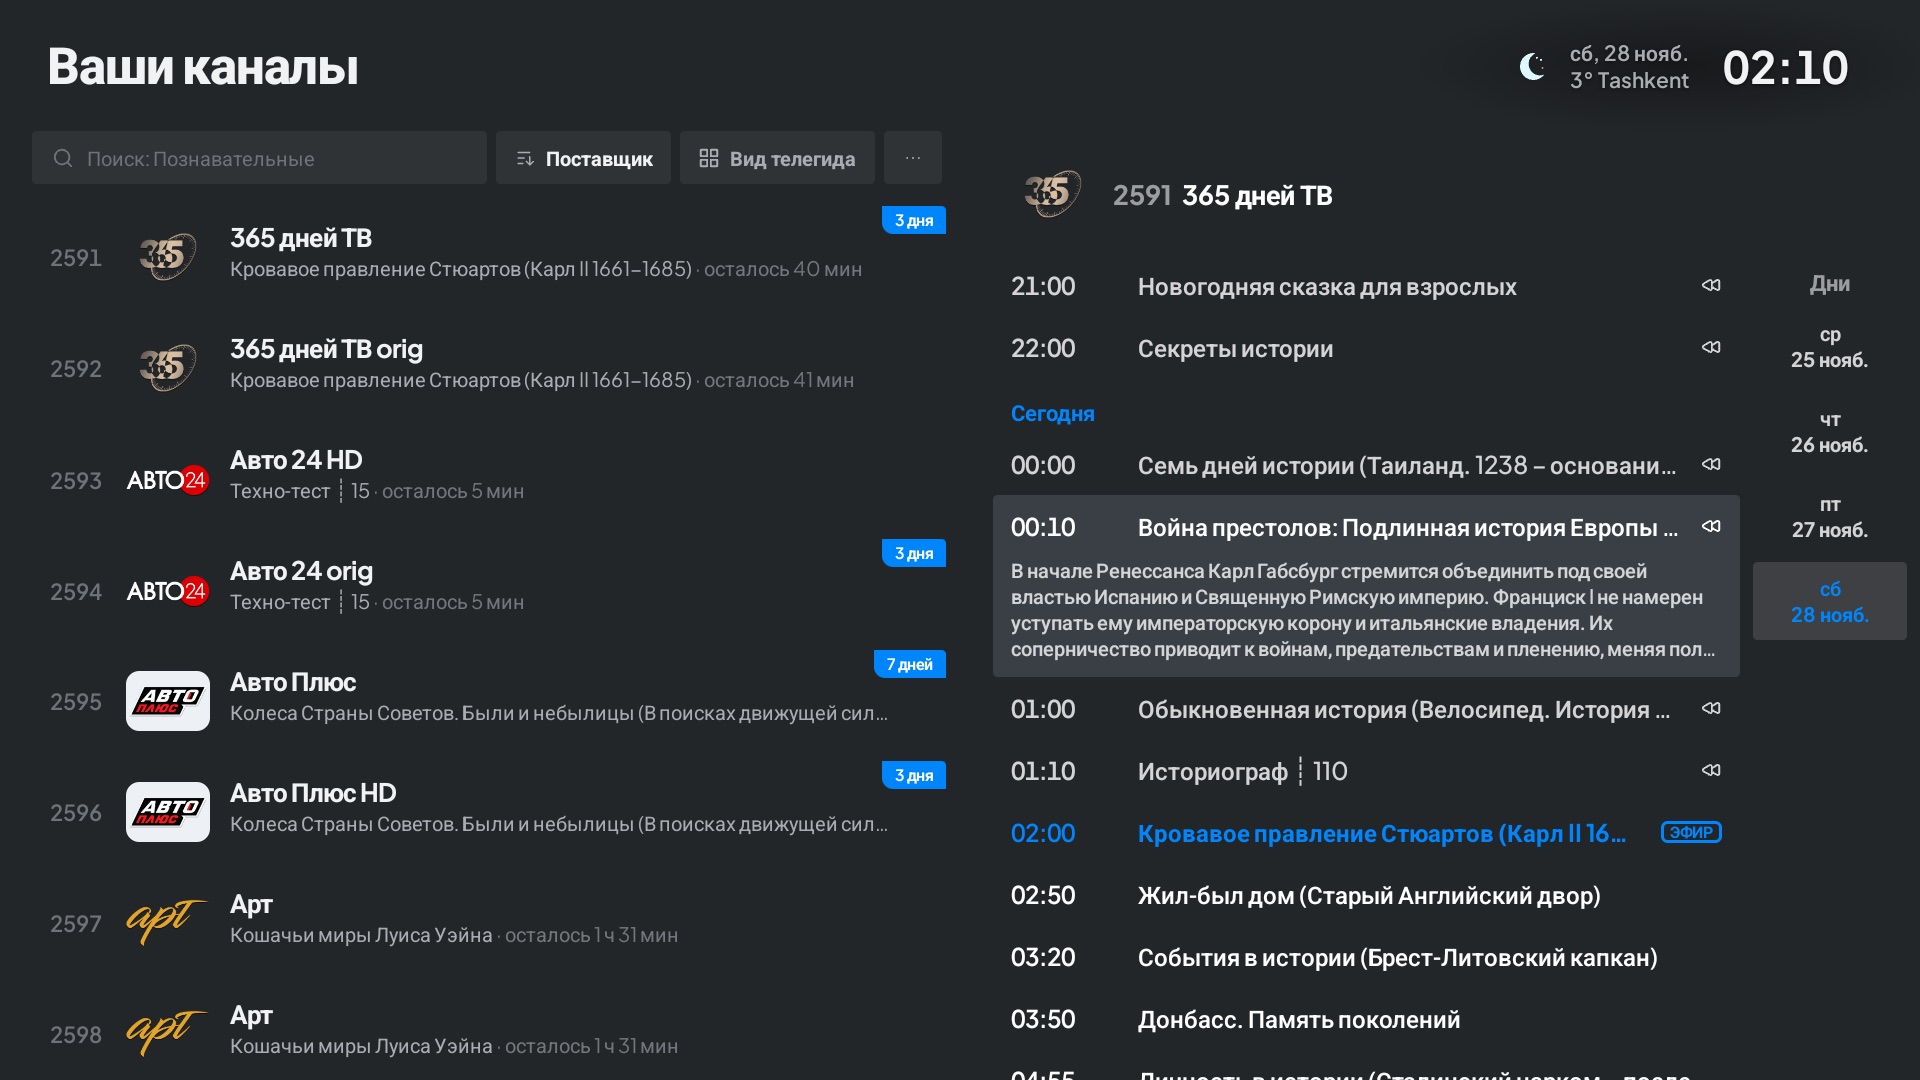 Ваши каналы
сб, 28 нояб.
3° Tashkent
02:10
Поиск: Познавательные
Поставщик
Вид телегида
...
3 дня
2591
365
365 дней ТВ
Кровавое правление Стюартов (Карл II 1661–1685) · осталось 40 мин
2592
365
365 дней ТВ orig
Кровавое правление Стюартов (Карл II 1661–1685) · осталось 41 мин
2593
АВТО24
Авто 24 HD
Техно-тест ┊ 15 · осталось 5 мин
3 дня
2594
АВТО24
Авто 24 orig
Техно-тест ┊ 15 · осталось 5 мин
7 дней
2595
АВТО
ПЛЮС
Авто Плюс
Колеса Страны Советов. Были и небылицы (В поисках движущей сил...
3 дня
2596
АВТО
ПЛЮС
Авто Плюс HD
Колеса Страны Советов. Были и небылицы (В поисках движущей сил...
2597
арт
Арт
Кошачьи миры Луиса Уэйна · осталось 1 ч 31 мин
2598
арт
Арт
Кошачьи миры Луиса Уэйна · осталось 1 ч 31 мин
365
2591 365 дней ТВ
21:00 Новогодняя сказка для взрослых
22:00 Секреты истории
Сегодня
00:00 Семь дней истории (Таиланд. 1238 – основани...
00:10 Война престолов: Подлинная история Европы ...
В начале Ренессанса Карл Габсбург стремится объединить под своей
властью Испанию и Священную Римскую империю. Франциск I не намерен
уступать ему императорскую корону и итальянские владения. Их
соперничество приводит к войнам, предательствам и пленению, меняя пол...
01:00 Обыкновенная история (Велосипед. История ...
01:10 Историограф ┊ 110
02:00 Кровавое правление Стюартов (Карл II 16... ЭФИР
02:50 Жил-был дом (Старый Английский двор)
03:20 События в истории (Брест-Литовский капкан)
03:50 Донбасс. Память поколений
Дни
ср
25 нояб.
чт
26 нояб.
пт
27 нояб.
сб
28 нояб.